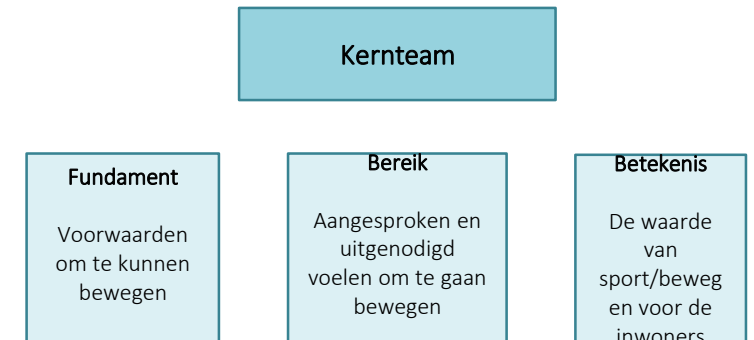 Kernteam
Fundament
Voorwaarden
om te kunnen
bewegen
Bereik
Aangesproken en
uitgenodigd
voelen om te gaan
bewegen
Betekenis
De waarde
van
sport/beweg
en voor de
inwoners